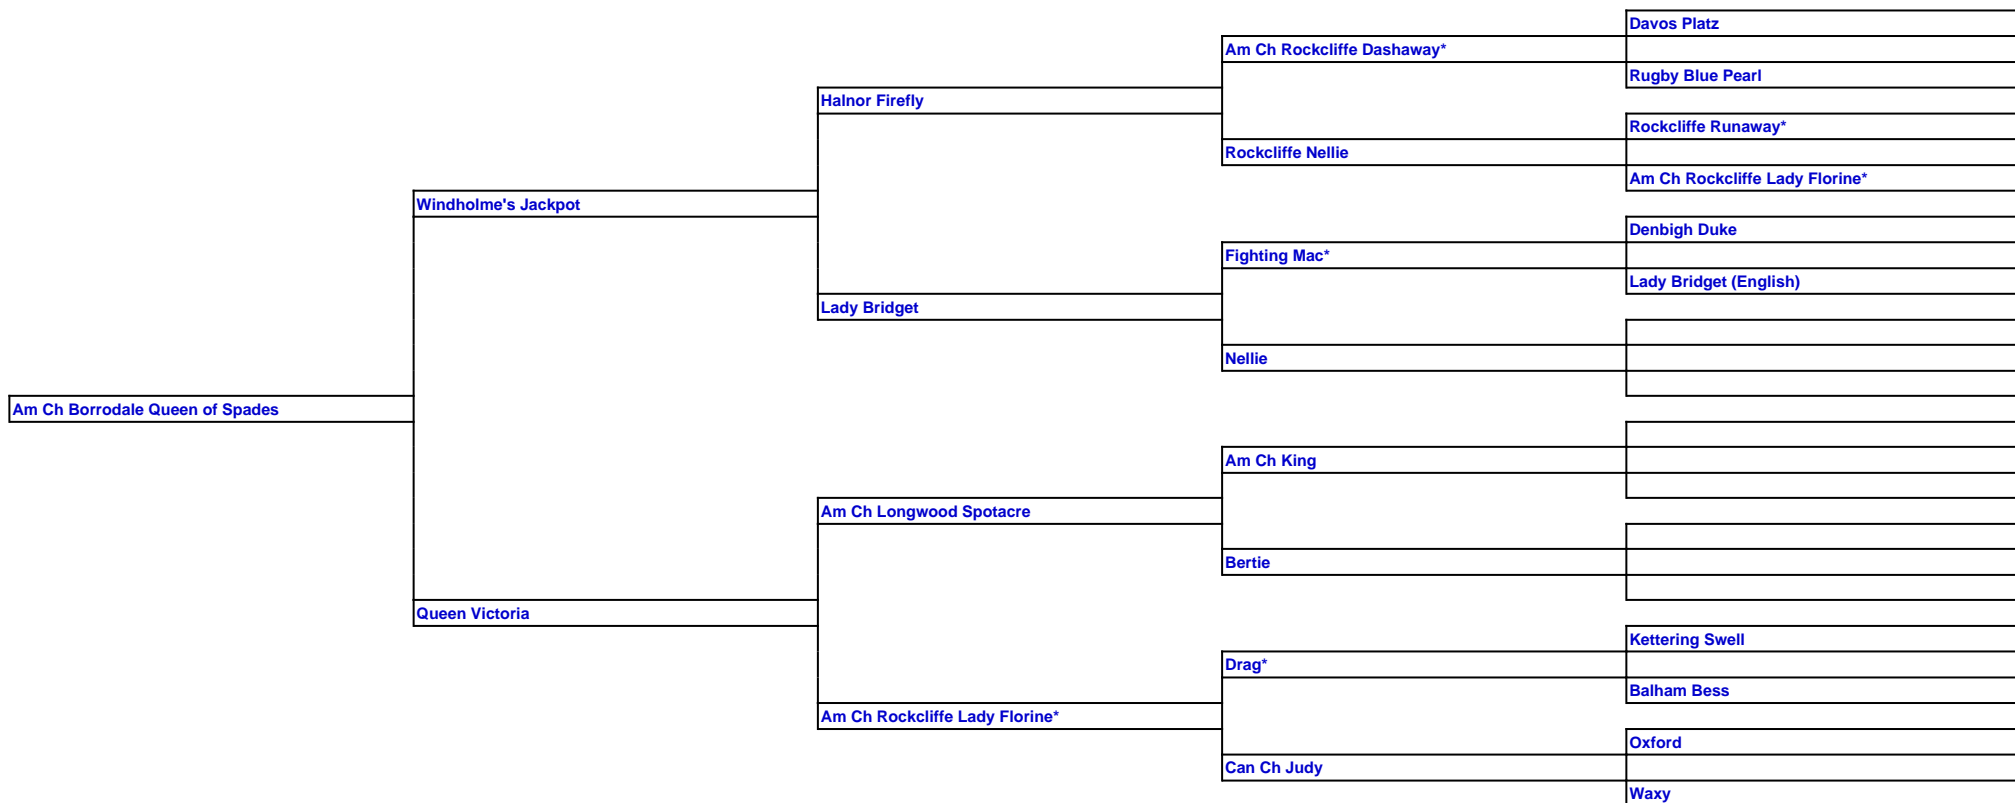 Davos Platz
Am Ch Rockcliffe Dashaway*
Rugby Blue Pearl
Halnor Firefly
Rockcliffe Runaway*
Rockcliffe Nellie
Am Ch Rockcliffe Lady Florine*
Windholme's Jackpot
Denbigh Duke
Fighting Mac*
Lady Bridget (English)
Lady Bridget
Nellie
Am Ch Borrodale Queen of Spades
Am Ch King
Am Ch Longwood Spotacre
Bertie
Queen Victoria
Kettering Swell
Drag*
Balham Bess
Am Ch Rockcliffe Lady Florine*
Oxford
Can Ch Judy
Waxy